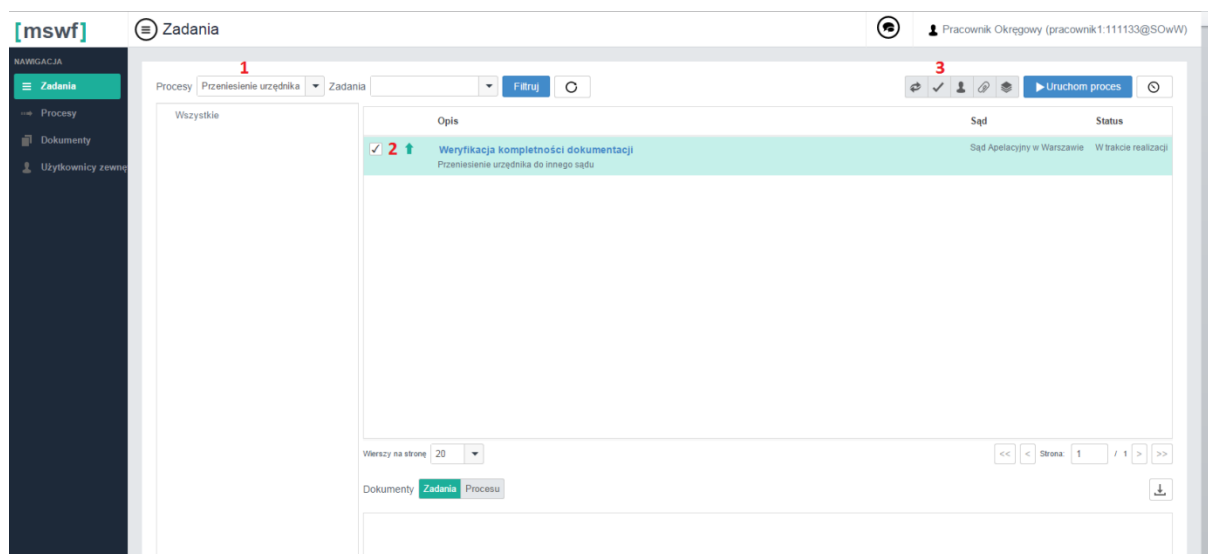 [mswf]
Zadania
Pracownik Okręgowy (pracownik1:111133@SOwW)
NAWIGACJA
Zadania
Procesy
Dokumenty
Użytkownicy zewnę
1
3
Procesy Przeniesienie urzędnika Zadania Filtruj Uruchom proces
Wszystkie
Opis Sąd Status
2 Weryfikacja kompletności dokumentacji Sąd Apelacyjny w Warszawie W trakcie realizacji
Przeniesienie urzędnika do innego sądu
Wierszy na stronę 20 << < Strona: 1 / 1 > >>
Dokumenty Zadania Procesu